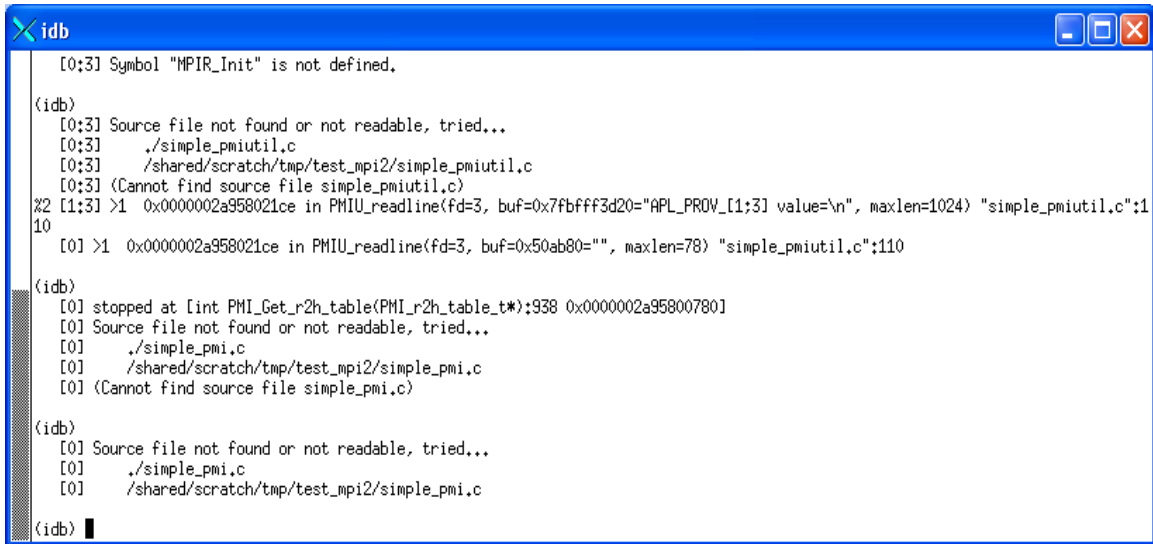 idb
[0:3] Symbol "MPIR_Init" is not defined.
(idb)
[0:3] Source file not found or not readable, tried...
[0:3] ./simple_pmiutil.c
[0:3] /shared/scratch/tmp/test_mpi2/simple_pmiutil.c
[0:3] (Cannot find source file simple_pmiutil.c)
%2 [1:3] >1 0x0000002a958021ce in PMIU_readline(fd=3, buf=0x7fbfff3d20="APL_PROV_[1;3] value=\n", maxlen=1024) "simple_pmiutil.c":1
10
[0] >1 0x0000002a958021ce in PMIU_readline(fd=3, buf=0x50ab80="", maxlen=78) "simple_pmiutil.c":110
(idb)
[0] stopped at [int PMI_Get_r2h_table(PMI_r2h_table_t*):938 0x0000002a95800780]
[0] Source file not found or not readable, tried...
[0] ./simple_pmi.c
[0] /shared/scratch/tmp/test_mpi2/simple_pmi.c
[0] (Cannot find source file simple_pmi.c)
(idb)
[0] Source file not found or not readable, tried...
[0] ./simple_pmi.c
[0] /shared/scratch/tmp/test_mpi2/simple_pmi.c
(idb)